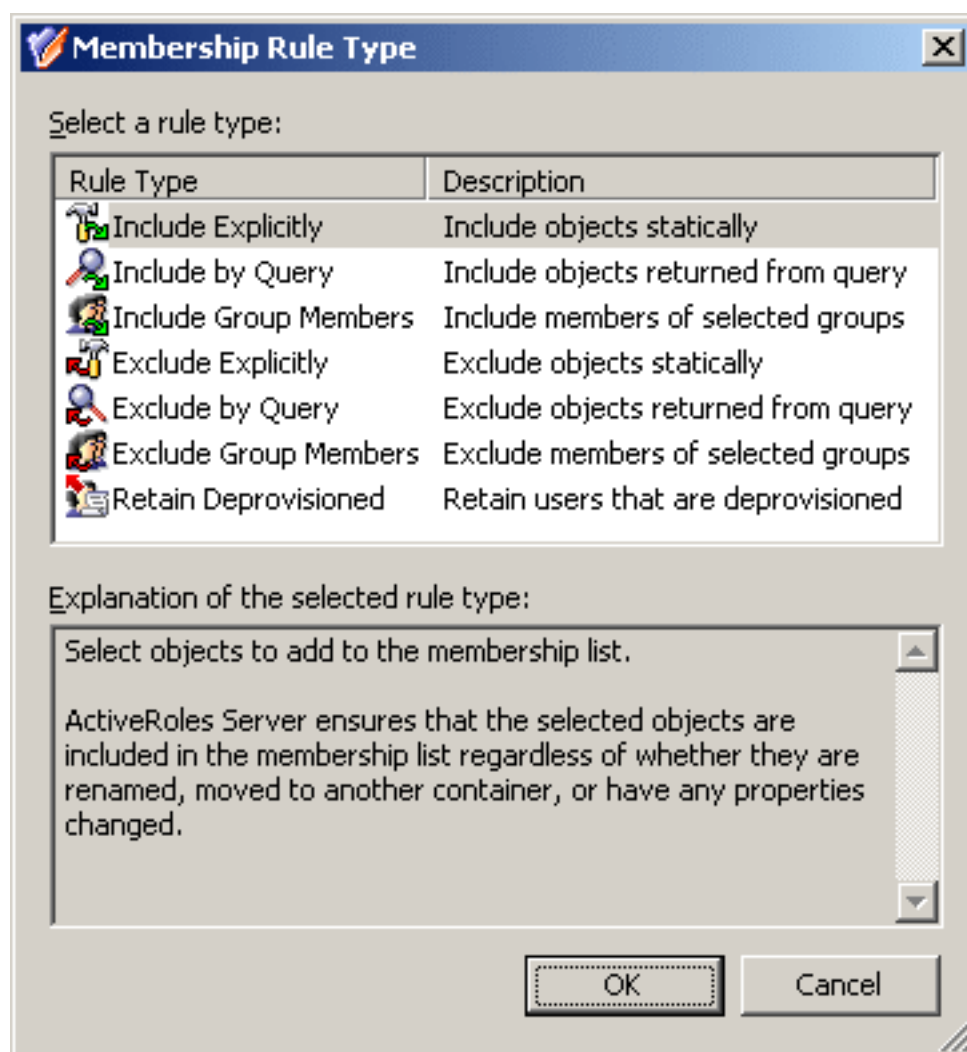 Membership Rule Type
Select a rule type:
Rule Type Description
Include Explicitly Include objects statically
Include by Query Include objects returned from query
Include Group Members Include members of selected groups
Exclude Explicitly Exclude objects statically
Exclude by Query Exclude objects returned from query
Exclude Group Members Exclude members of selected groups
Retain Deprovisioned Retain users that are deprovisioned
Explanation of the selected rule type:
Select objects to add to the membership list.
ActiveRoles Server ensures that the selected objects are
included in the membership list regardless of whether they are
renamed, moved to another container, or have any properties
changed.
OK Cancel